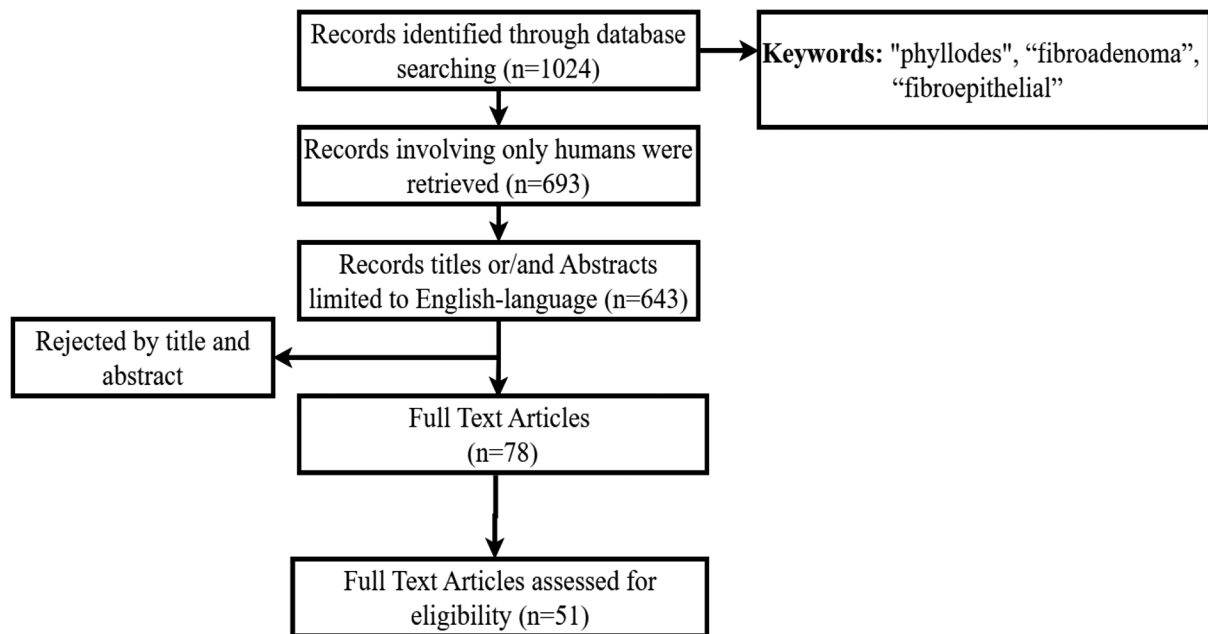 Records identified through database
searching (n=1024)
Keywords: "phyllodes", “fibroadenoma”,
“fibroepithelial”
Records involving only humans were
retrieved (n=693)
Records titles or/and Abstracts
limited to English-language (n=643)
Rejected by title and
abstract
Full Text Articles
(n=78)
Full Text Articles assessed for
eligibility (n=51)